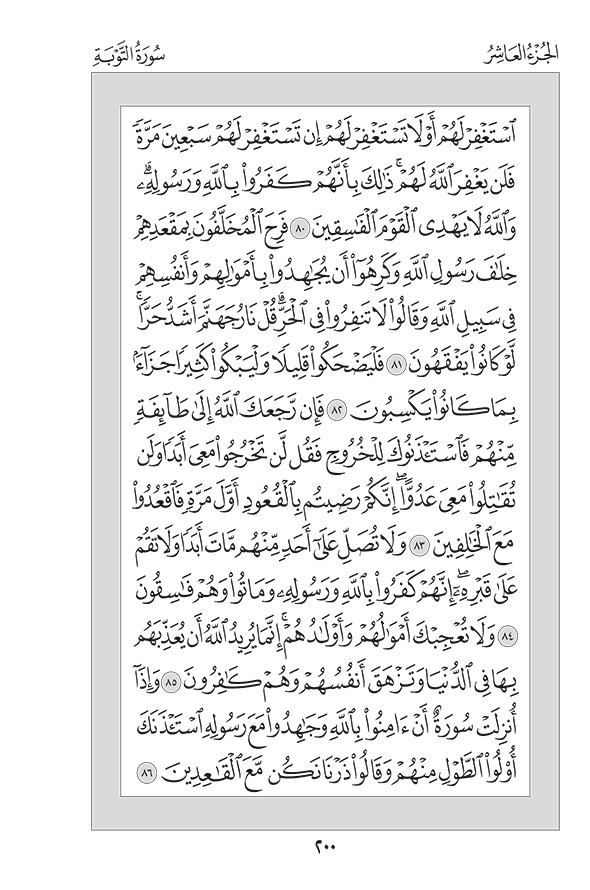 الجُزْءُ العَاشِرُ
سُورَةُ التَّوْبَةِ
ٱسْتَغْفِرْ لَهُمْ أَوْ لَا تَسْتَغْفِرْ لَهُمْ إِن تَسْتَغْفِرْ لَهُمْ سَبْعِينَ مَرَّةً
فَلَن يَغْفِرَ ٱللَّهُ لَهُمْۚ ذَٰلِكَ بِأَنَّهُمْ كَفَرُوا۟ بِٱللَّهِ وَرَسُولِهِۦۗ
وَٱللَّهُ لَا يَهْدِى ٱلْقَوْمَ ٱلْفَٰسِقِينَ ٨٠ فَرِحَ ٱلْمُخَلَّفُونَ بِمَقْعَدِهِمْ
خِلَٰفَ رَسُولِ ٱللَّهِ وَكَرِهُوٓا۟ أَن يُجَٰهِدُوا۟ بِأَمْوَٰلِهِمْ وَأَنفُسِهِمْ
فِى سَبِيلِ ٱللَّهِ وَقَالُوا۟ لَا تَنفِرُوا۟ فِى ٱلْحَرِّۗ قُلْ نَارُ جَهَنَّمَ أَشَدُّ حَرًّاۚ
لَّوْ كَانُوا۟ يَفْقَهُونَ ٨١ فَلْيَضْحَكُوا۟ قَلِيلًا وَلْيَبْكُوا۟ كَثِيرًا جَزَآءًۢ
بِمَا كَانُوا۟ يَكْسِبُونَ ٨٢ فَإِن رَّجَعَكَ ٱللَّهُ إِلَىٰ طَآئِفَةٍ
مِّنْهُمْ فَٱسْتَـْٔذَنُوكَ لِلْخُرُوجِ فَقُل لَّن تَخْرُجُوا۟ مَعِىَ أَبَدًا وَلَن
تُقَٰتِلُوا۟ مَعِىَ عَدُوًّاۖ إِنَّكُمْ رَضِيتُم بِٱلْقُعُودِ أَوَّلَ مَرَّةٍ فَٱقْعُدُوا۟
مَعَ ٱلْخَٰلِفِينَ ٨٣ وَلَا تُصَلِّ عَلَىٰٓ أَحَدٍ مِّنْهُم مَّاتَ أَبَدًا وَلَا تَقُمْ
عَلَىٰ قَبْرِهِۦٓۖ إِنَّهُمْ كَفَرُوا۟ بِٱللَّهِ وَرَسُولِهِۦ وَمَاتُوا۟ وَهُمْ فَٰسِقُونَ
٨٤ وَلَا تُعْجِبْكَ أَمْوَٰلُهُمْ وَأَوْلَٰدُهُمْۚ إِنَّمَا يُرِيدُ ٱللَّهُ أَن يُعَذِّبَهُم
بِهَا فِى ٱلدُّنْيَا وَتَزْهَقَ أَنفُسُهُمْ وَهُمْ كَٰفِرُونَ ٨٥ وَإِذَآ
أُنزِلَتْ سُورَةٌ أَنْ ءَامِنُوا۟ بِٱللَّهِ وَجَٰهِدُوا۟ مَعَ رَسُولِهِ ٱسْتَـْٔذَنَكَ
أُو۟لُوا۟ ٱلطَّوْلِ مِنْهُمْ وَقَالُوا۟ ذَرْنَا نَكُن مَّعَ ٱلْقَٰعِدِينَ ٨٦
٢٠٠